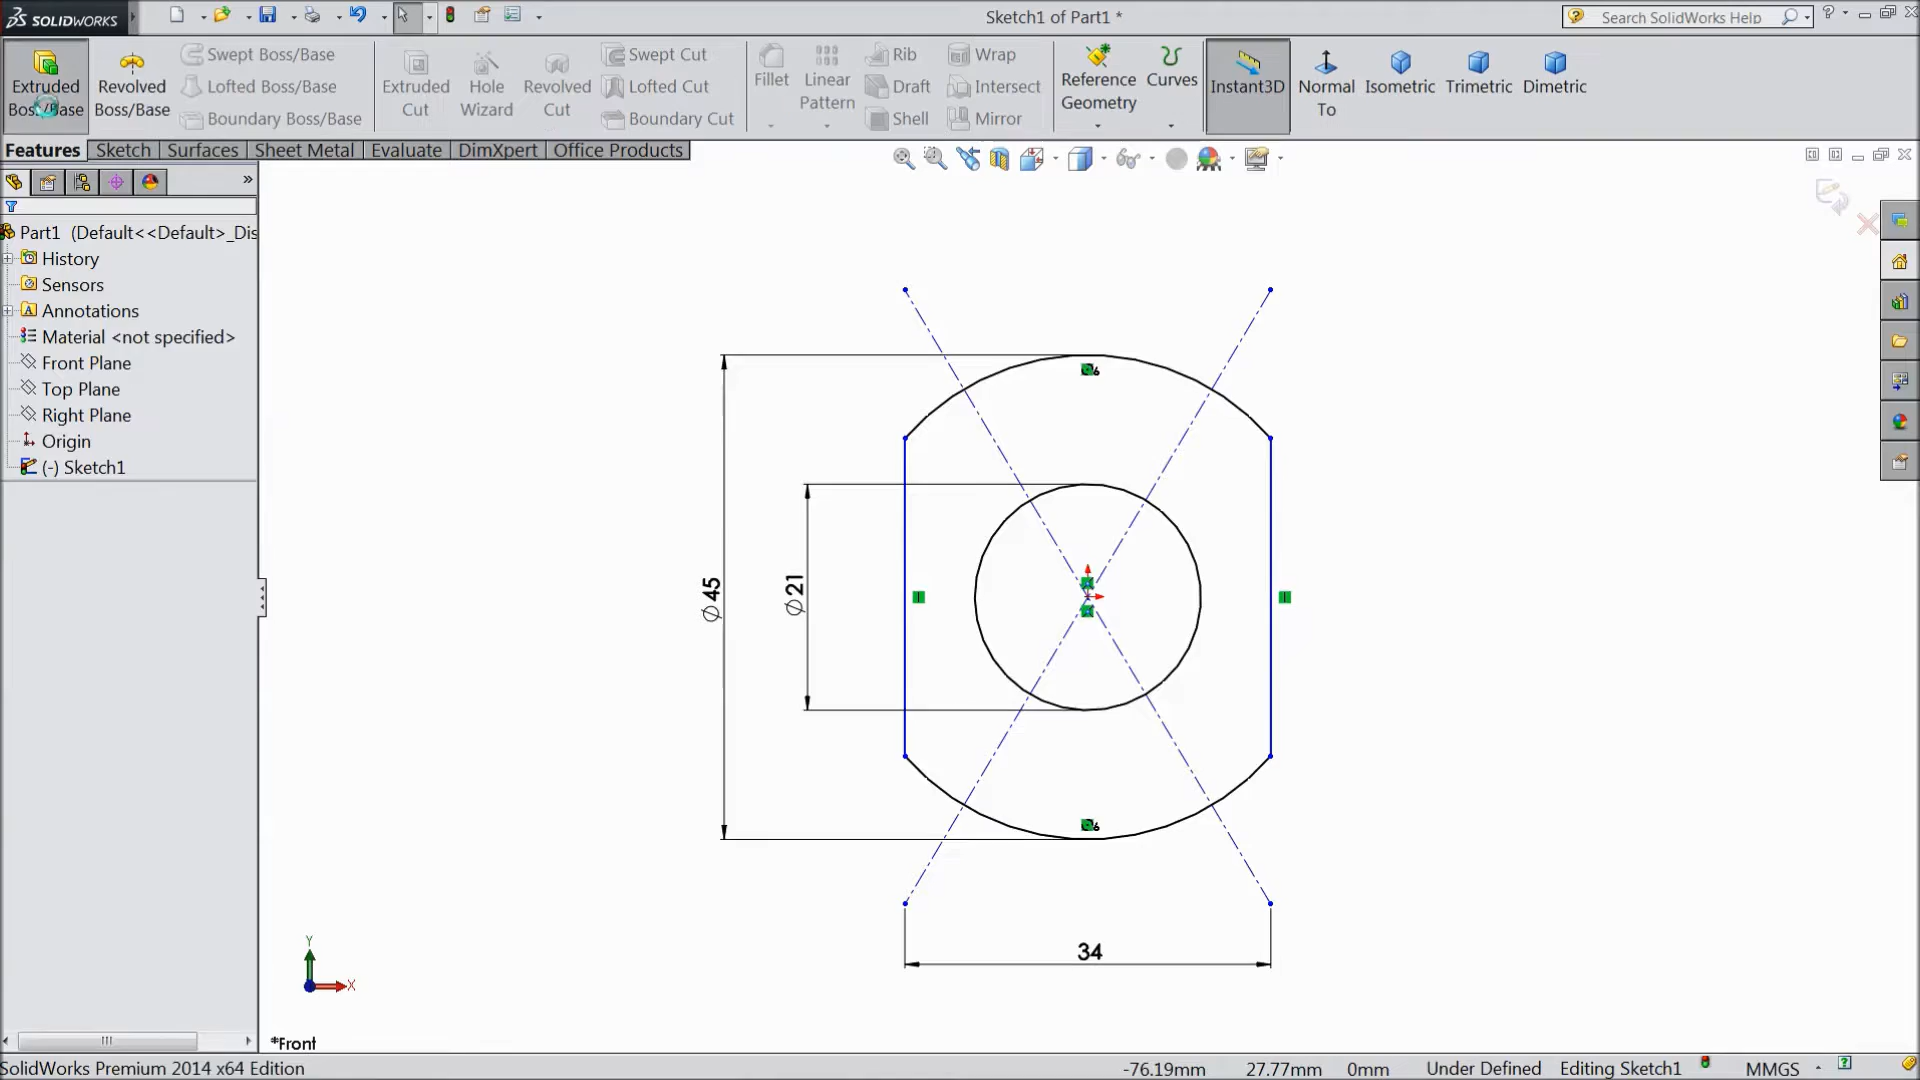 SOLIDWORKS
Sketch1 of Part1 *
Search SolidWorks Help
Extruded Boss/Base
Revolved Boss/Base
Swept Boss/Base
Lofted Boss/Base
Boundary Boss/Base
Extruded Cut
Hole Wizard
Revolved Cut
Swept Cut
Lofted Cut
Boundary Cut
Fillet
Linear Pattern
Rib
Draft
Shell
Wrap
Intersect
Mirror
Reference Geometry
Curves
Instant3D
Normal To
Isometric
Trimetric
Dimetric
Features
Sketch
Surfaces
Sheet Metal
Evaluate
DimXpert
Office Products
Part1 (Default<<Default>_Dis
History
Sensors
Annotations
Material <not specified>
Front Plane
Top Plane
Right Plane
Origin
(-) Sketch1
6
∅45
∅21
6
34
Y
X
*Front
SolidWorks Premium 2014 x64 Edition
-76.19mm
27.77mm
0mm
Under Defined
Editing Sketch1
MMGS